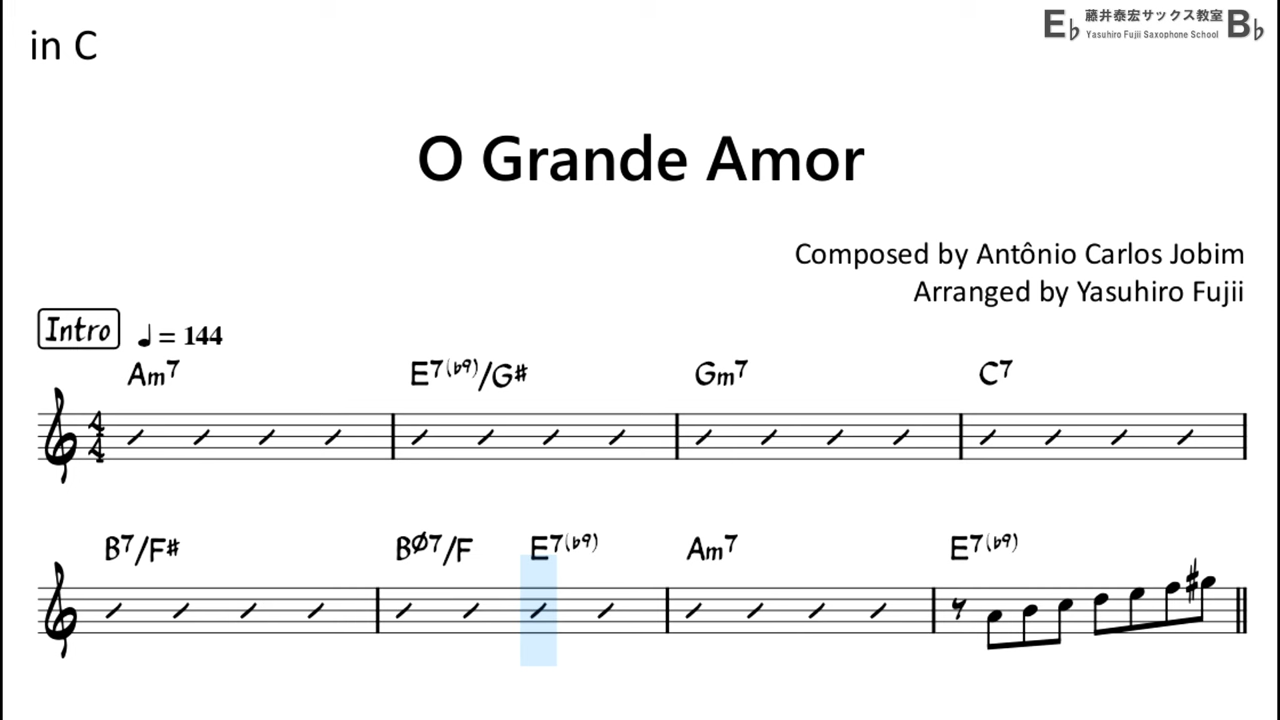 in C
E♭ 藤井泰宏サックス教室 B♭
Yasuhiro Fujii Saxophone School
O Grande Amor
Composed by Antônio Carlos Jobim
Arranged by Yasuhiro Fujii
Intro ♩ = 144
Am7 E7(♭9)/G♯ Gm7 C7
4
4
B7/F♯ BØ7/F E7(♭9) Am7 E7(♭9)